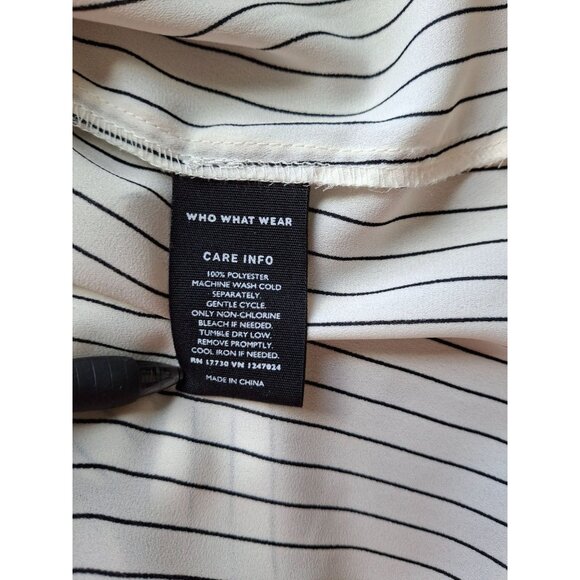 WHO WHAT WEAR
CARE INFO
100% POLYESTER
MACHINE WASH COLD
SEPARATELY.
GENTLE CYCLE.
ONLY NON-CHLORINE
BLEACH IF NEEDED.
TUMBLE DRY LOW.
REMOVE PROMPTLY.
COOL IRON IF NEEDED.
RN 17730 VN 1247024
MADE IN CHINA